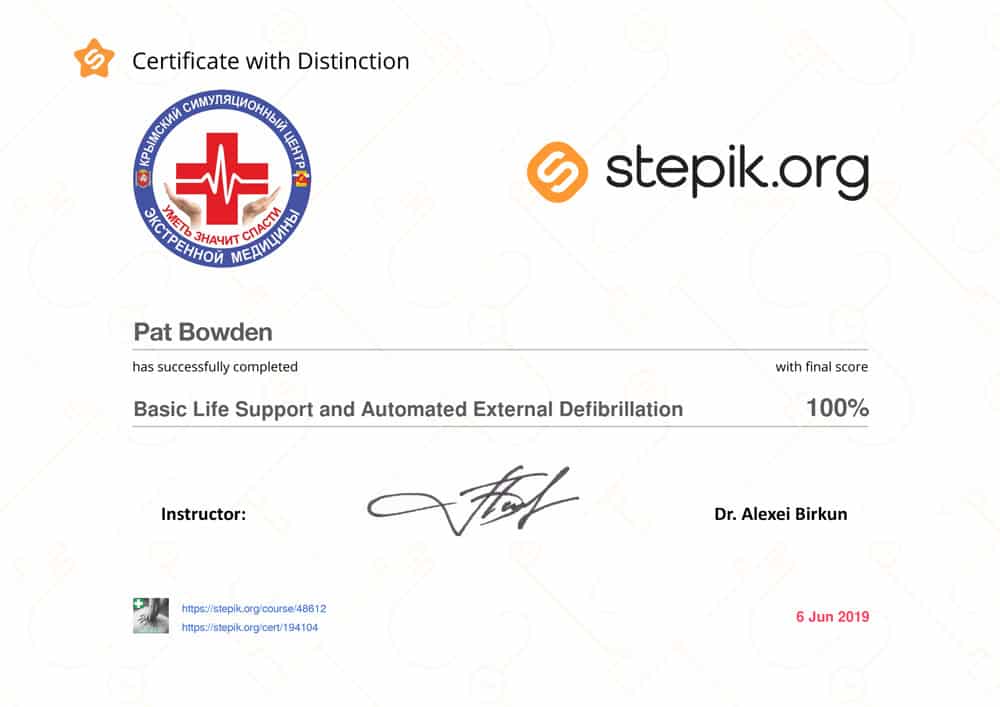 Certificate with Distinction
КРЫМСКИЙ СИМУЛЯЦИОННЫЙ ЦЕНТР
УМЕТЬ ЗНАЧИТ СПАСТИ
ЭКСТРЕННОЙ МЕДИЦИНЫ
stepik.org
Pat Bowden
has successfully completed with final score
Basic Life Support and Automated External Defibrillation 100%
Instructor: Dr. Alexei Birkun
https://stepik.org/course/48612
https://stepik.org/cert/194104
6 Jun 2019